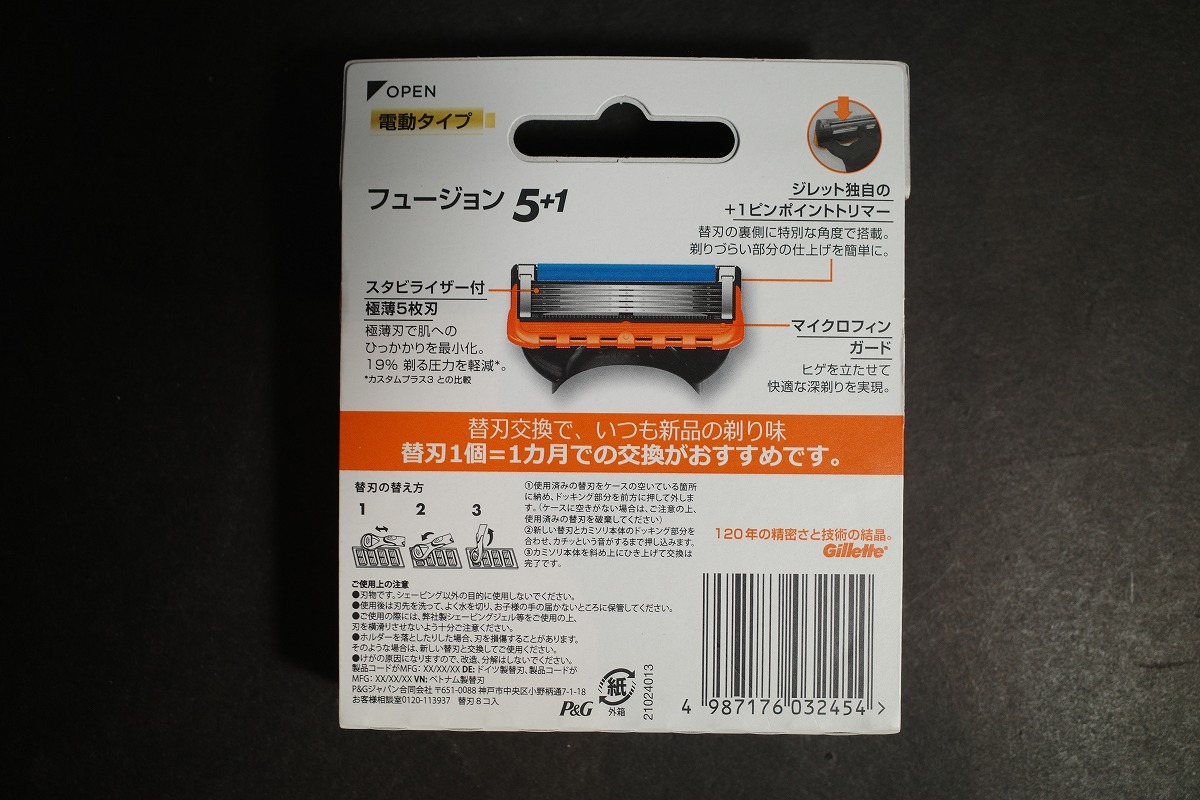 OPEN
電動タイプ
フュージョン 5+1
ジレット独自の
+1ピンポイントトリマー
替刃の裏側に特別な角度で搭載。
剃りづらい部分の仕上げを簡単に。
スタビライザー付
極薄5枚刃
極薄刃で肌への
ひっかかりを最小化。
19% 剃る圧力を軽減*。
*カスタムプラス3 との比較
マイクロフィン
ガード
ヒゲを立たせて
快適な深剃りを実現。
替刃交換で、いつも新品の剃り味
替刃1個=1カ月での交換がおすすめです。
替刃の替え方
1 2 3
①使用済みの替刃をケースの空いている箇所
に納め、ドッキング部分を前方に押して外しま
す。(ケースに空きがない場合は、ご注意の上、
使用済みの替刃を破棄してください)
②新しい替刃とカミソリ本体のドッキング部分を
合わせ、カチッという音がするまで押し込みます。
③カミソリ本体を斜め上にひき上げて交換は
完了です。
120年の精密さと技術の結晶。
Gillette
ご使用上の注意
●刃物です。シェービング以外の目的に使用しないでください。
●使用後は刃先を洗って、よく水を切り、お子様の手の届かないところに保管してください。
●ご使用の際には、弊社製シェービングジェル等をご使用の上、
刃を横滑りさせないよう十分ご注意ください。
●ホルダーを落としたりした場合、刃を損傷することがあります。
そのような場合は、新しい替刃と交換してご使用ください。
●けがの原因になりますので、改造、分解はしないでください。
製品コードがMFG: XX/XX/XX DE: ドイツ製替刃、製品コードが
MFG: XX/XX/XX VN: ベトナム製替刃
P&Gジャパン合同会社 〒651-0088 神戸市中央区小野柄通7-1-18
お客様相談室0120-113937 替刃8コ入
P&G
紙
外箱
21024013
4 987176 032454 >